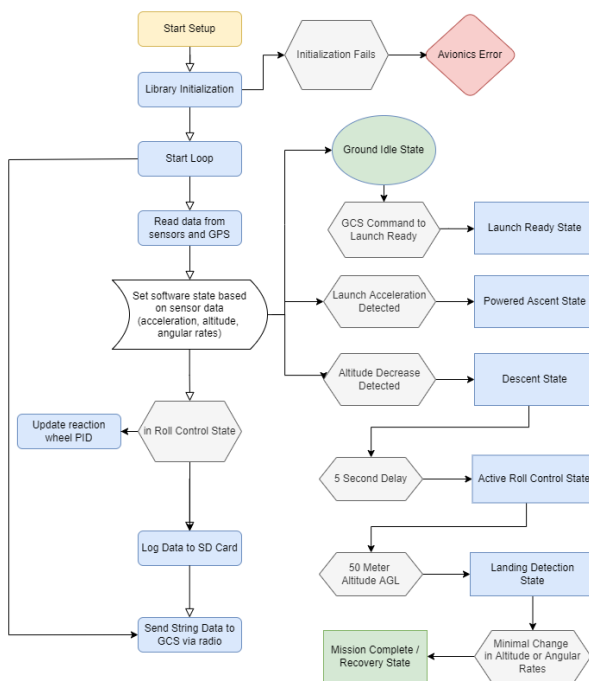 Start Setup
Initialization Fails
Avionics Error
Library Initialization
Start Loop
Ground Idle State
Read data from
sensors and GPS
GCS Command to
Launch Ready
Launch Ready State
Set software state based
on sensor data
(acceleration, altitude,
angular rates)
Launch Acceleration
Detected
Powered Ascent State
Altitude Decrease
Detected
Descent State
Update reaction
wheel PID
in Roll Control State
5 Second Delay
Active Roll Control State
Log Data to SD Card
50 Meter
Altitude AGL
Landing Detection
State
Send String Data to
GCS via radio
Mission Complete /
Recovery State
Minimal Change
in Altitude or Angular
Rates